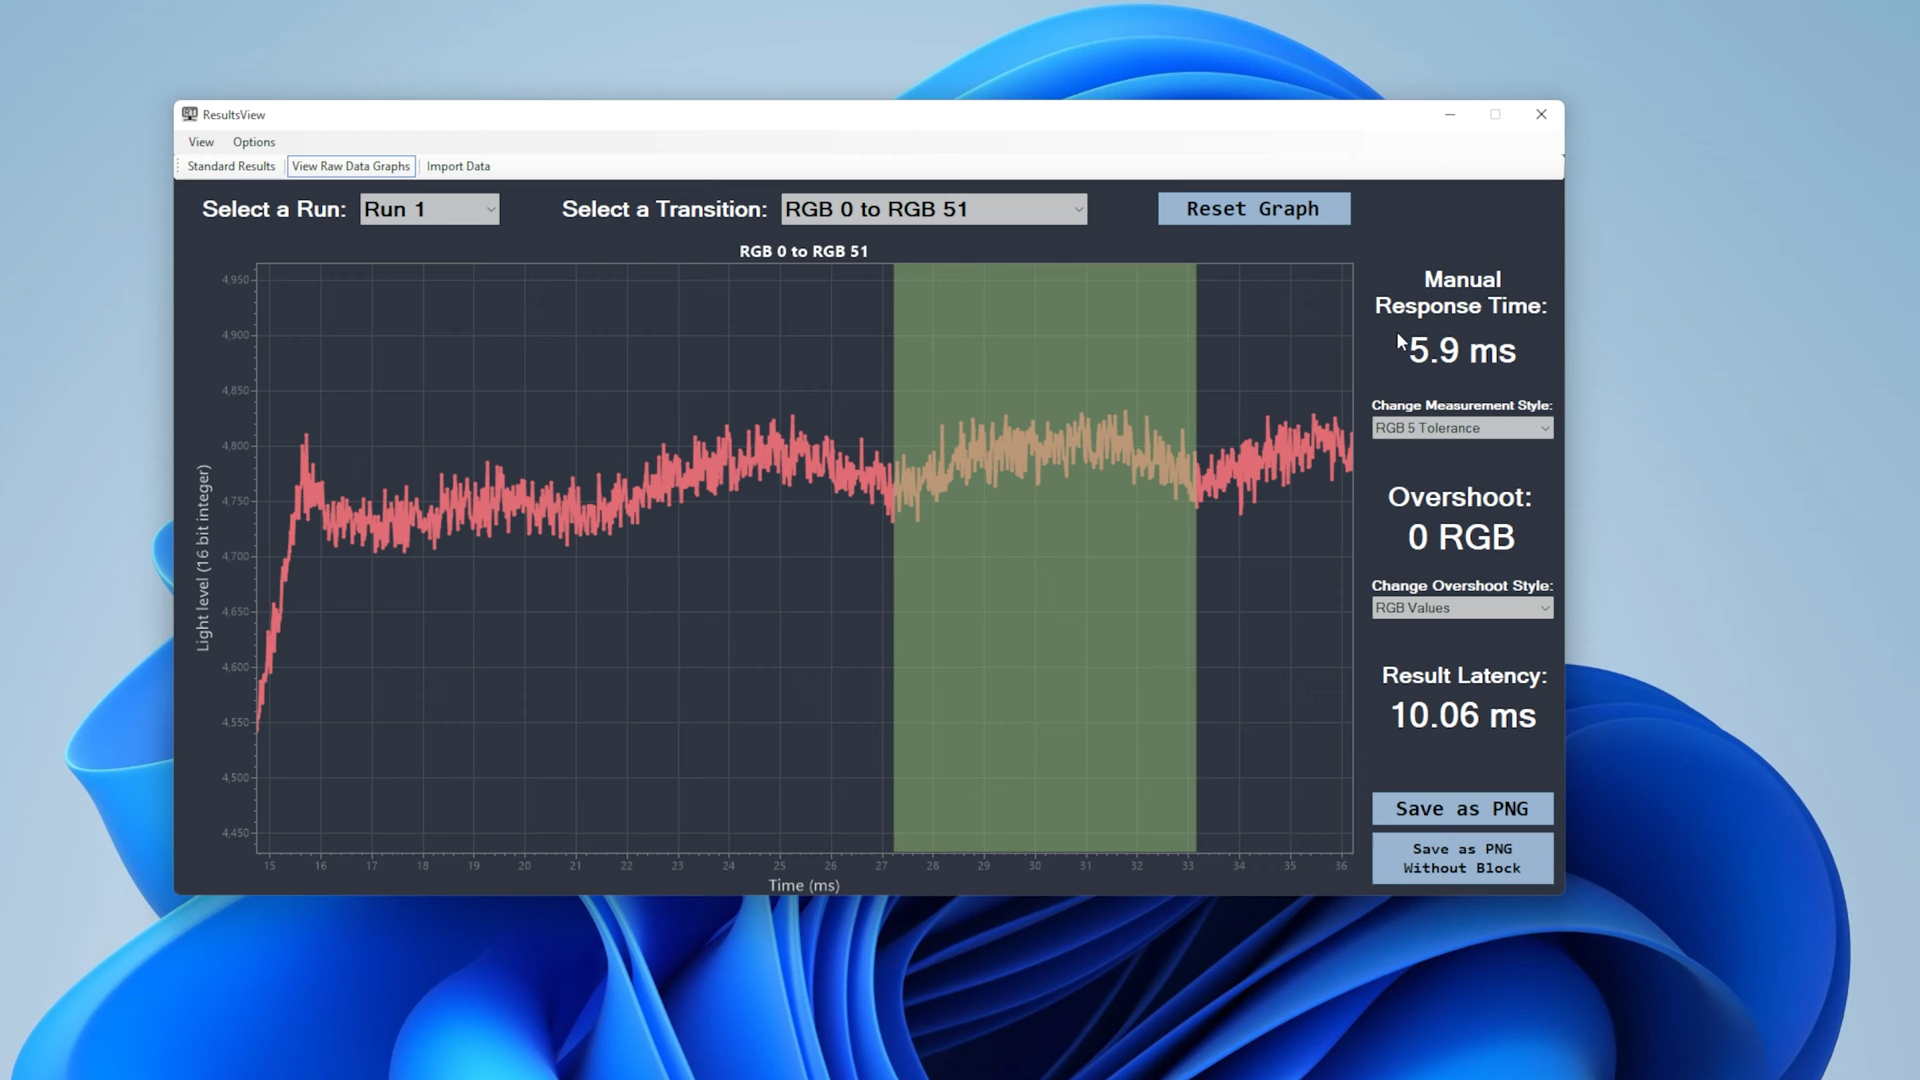 ResultsView
View Options
Standard Results View Raw Data Graphs Import Data
Select a Run: Run 1 Select a Transition: RGB 0 to RGB 51 Reset Graph
RGB 0 to RGB 51
4,950
4,900
4,850
4,800
4,750
4,700
4,650
4,600
4,550
4,500
4,450
Light level (16 bit integer)
15 16 17 18 19 20 21 22 23 24 25 26 27 28 29 30 31 32 33 34 35 36
Time (ms)
Manual
Response Time:
5.9 ms
Change Measurement Style:
RGB 5 Tolerance
Overshoot:
0 RGB
Change Overshoot Style:
RGB Values
Result Latency:
10.06 ms
Save as PNG
Save as PNG
Without Block